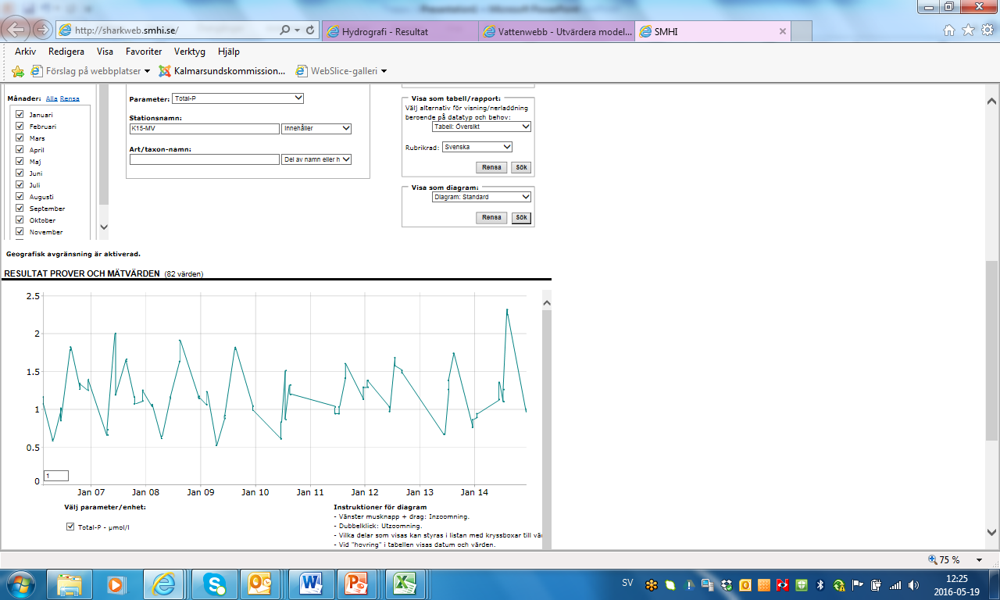 http://sharkweb.smhi.se/
Hydrografi - Resultat
Vattenwebb - Utvärdera model...
SMHI
Arkiv Redigera Visa Favoriter Verktyg Hjälp
Förslag på webbplatser
Kalmarsundskommission...
WebSlice-galleri
Månader: Alla Rensa
Januari
Februari
Mars
April
Maj
Juni
Juli
Augusti
September
Oktober
November
Parameter: Total-P
Stationsnamn:
K15-MV Innehåller
Art/taxon-namn:
Del av namn eller h
Visa som tabell/rapport:
Välj alternativ för visning/nerladdning
beroende på datatyp och behov:
Tabell: Översikt
Rubrikrad: Svenska
Rensa Sök
Visa som diagram:
Diagram: Standard
Rensa Sök
Geografisk avgränsning är aktiverad.
RESULTAT PROVER OCH MÄTVÄRDEN (82 värden)
2.5
2
1.5
1
0.5
0
1
Jan 07 Jan 08 Jan 09 Jan 10 Jan 11 Jan 12 Jan 13 Jan 14
Välj parameter/enhet:
Total-P - µmol/l
Instruktioner för diagram
- Vänster musknapp + drag: Inzoomning.
- Dubbelklick: Utzoomning.
- Vilka delar som visas kan styras i listan med kryssboxar till vä
- Vid "hovring" i tabellen visas datum och värden.
75 %
SV
12:25
2016-05-19